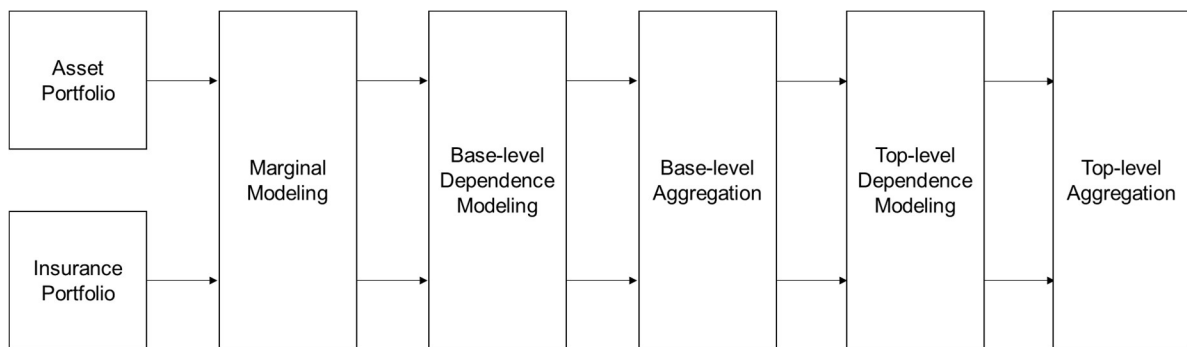 Asset
Portfolio
Insurance
Portfolio
Marginal
Modeling
Base-level
Dependence
Modeling
Base-level
Aggregation
Top-level
Dependence
Modeling
Top-level
Aggregation